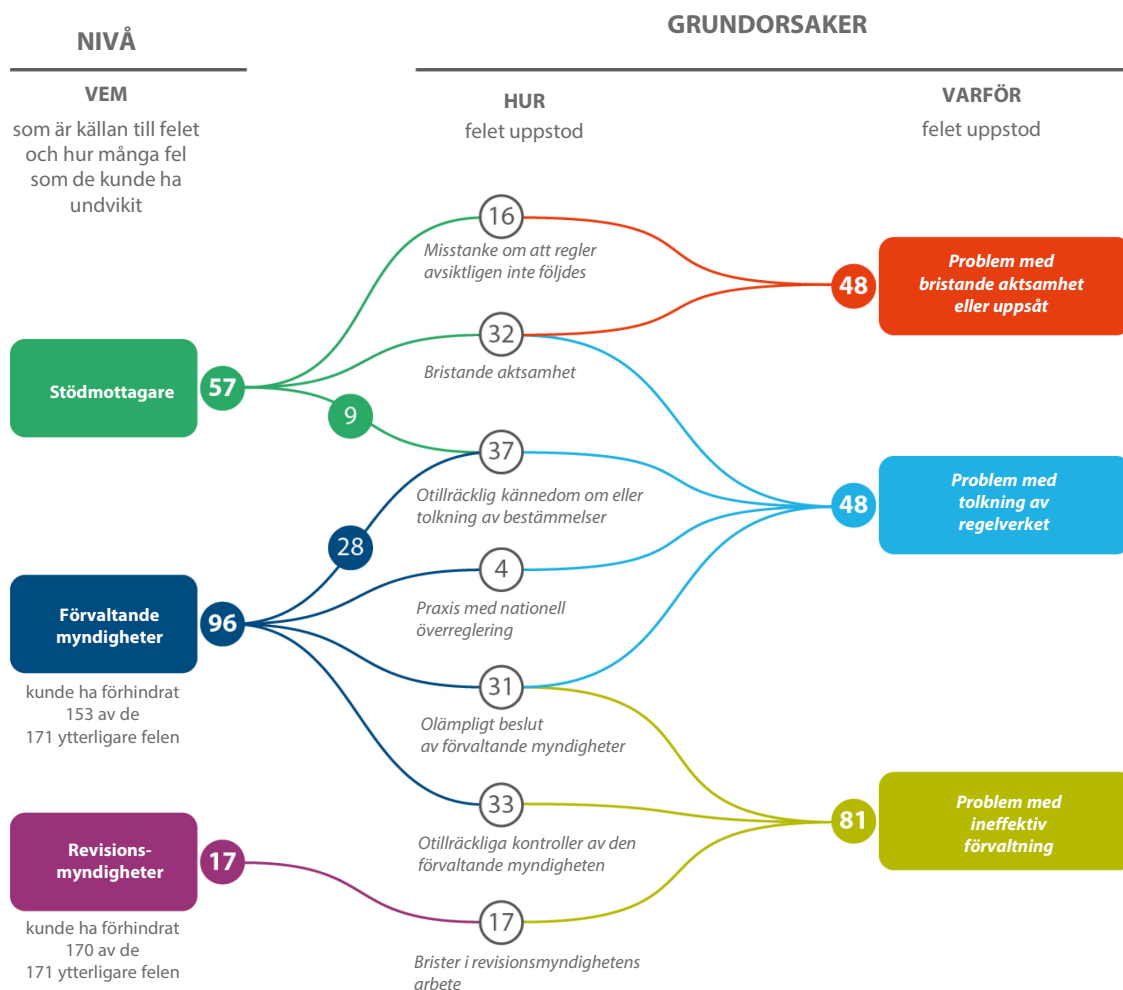 NIVÅ
GRUNDORSAKER
VEM
som är källan till felet
och hur många fel
som de kunde ha
undvikit
HUR
felet uppstod
VARFÖR
felet uppstod
16
Misstanke om att regler
avsiktligen inte följdes
48
Problem med
bristande aktsamhet
eller uppsåt
32
Bristande aktsamhet
Stödmottagare
57
9
37
Otillräcklig kännedom om eller
tolkning av bestämmelser
48
Problem med
tolkning av
regelverket
28
4
Praxis med nationell
överreglering
Förvaltande
myndigheter
96
kunde ha förhindrat
153 av de
171 ytterligare felen
31
Olämpligt beslut
av förvaltande myndigheter
33
Otillräckliga kontroller av den
förvaltande myndigheten
81
Problem med
ineffektiv
förvaltning
Revisions-
myndigheter
17
kunde ha förhindrat
170 av de
171 ytterligare felen
17
Brister i revisionsmyndighetens
arbete